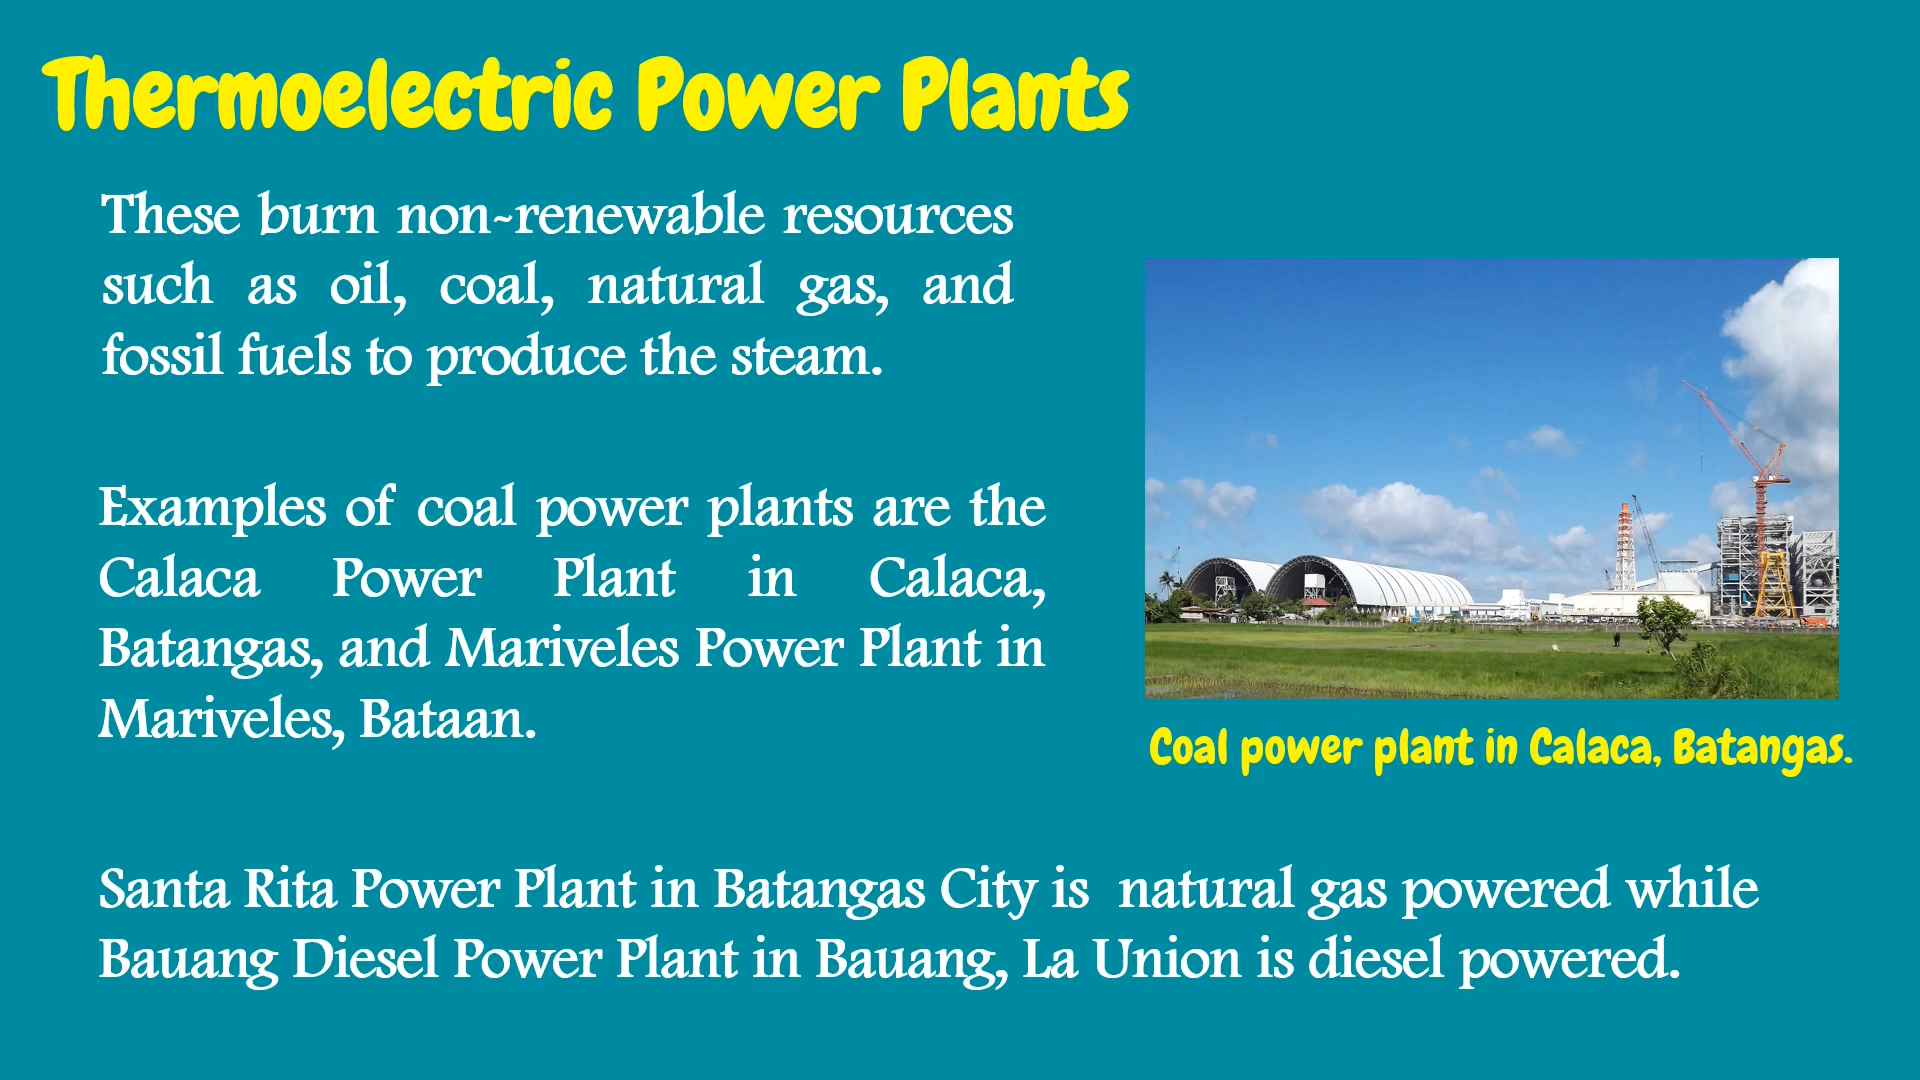 Thermoelectric Power Plants
These burn non-renewable resources
such as oil, coal, natural gas, and
fossil fuels to produce the steam.
Examples of coal power plants are the
Calaca Power Plant in Calaca,
Batangas, and Mariveles Power Plant in
Mariveles, Bataan.
Coal power plant in Calaca, Batangas.
Santa Rita Power Plant in Batangas City is  natural gas powered while
Bauang Diesel Power Plant in Bauang, La Union is diesel powered.